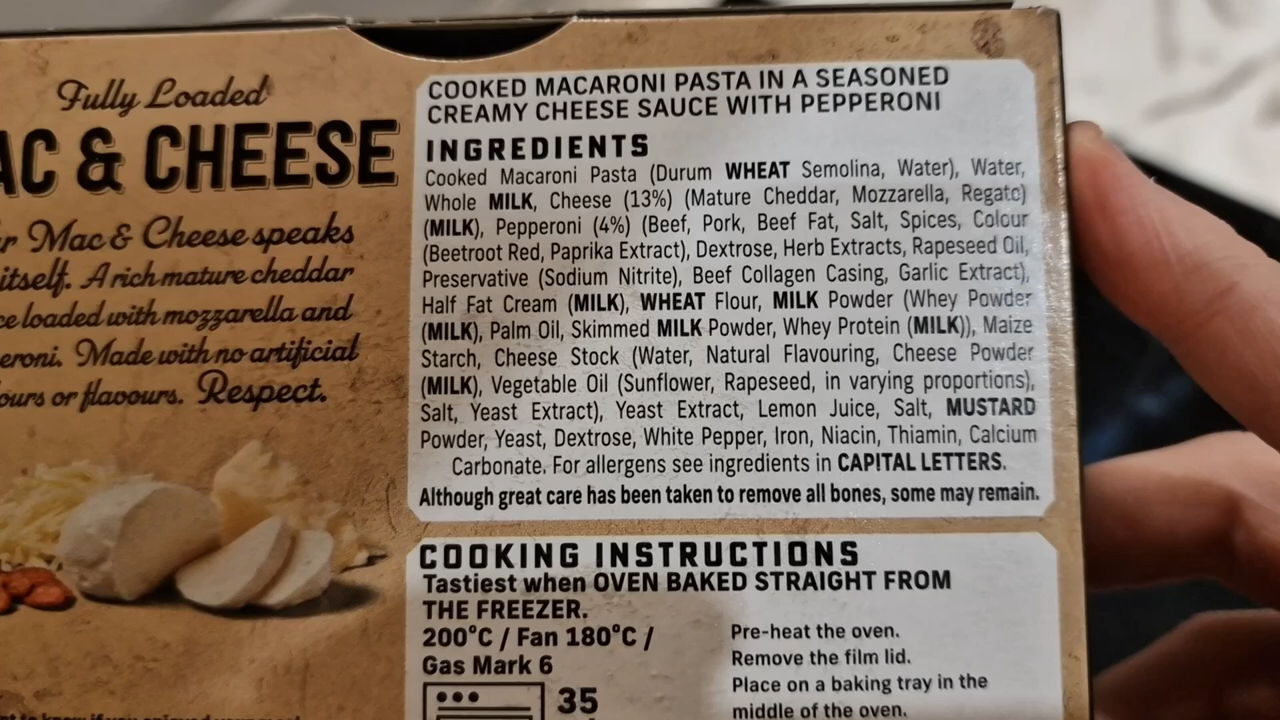 Fully Loaded
AC & CHEESE
Mac & Cheese speaks
itself. A rich mature cheddar
loaded with mozzarella and
Made with no artificial
or flavours. Respect.
COOKED MACARONI PASTA IN A SEASONED
CREAMY CHEESE SAUCE WITH PEPPERONI
INGREDIENTS
Cooked Macaroni Pasta (Durum WHEAT Semolina, Water), Water,
Whole MILK, Cheese (13%) (Mature Cheddar, Mozzarella, Regato)
(MILK), Pepperoni (4%) (Beef, Pork, Beef Fat, Salt, Spices, Colour
(Beetroot Red, Paprika Extract), Dextrose, Herb Extracts, Rapeseed Oil,
Preservative (Sodium Nitrite), Beef Collagen Casing, Garlic Extract),
Half Fat Cream (MILK), WHEAT Flour, MILK Powder (Whey Powder
(MILK), Palm Oil, Skimmed MILK Powder, Whey Protein (MILK)), Maize
Starch, Cheese Stock (Water, Natural Flavouring, Cheese Powder
(MILK), Vegetable Oil (Sunflower, Rapeseed, in varying proportions),
Salt, Yeast Extract), Yeast Extract, Lemon Juice, Salt, MUSTARD
Powder, Yeast, Dextrose, White Pepper, Iron, Niacin, Thiamin, Calcium
Carbonate. For allergens see ingredients in CAPITAL LETTERS.
Although great care has been taken to remove all bones, some may remain.
COOKING INSTRUCTIONS
Tastiest when OVEN BAKED STRAIGHT FROM
THE FREEZER.
200°C / Fan 180°C /
Gas Mark 6
35
Pre-heat the oven.
Remove the film lid.
Place on a baking tray in the
middle of the oven.